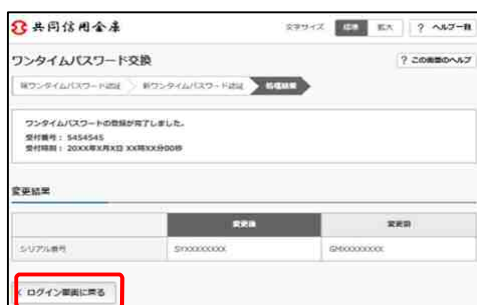 共同信用金庫
文字サイズ 標準 拡大 ? ヘルプ一覧
ワンタイムパスワード交換
? この画面のヘルプ
現ワンタイムパスワード認証 新ワンタイムパスワード認証 処理結果
ワンタイムパスワードの登録が完了しました。
受付番号： 5454545
受付時刻： 20XX年X月X日 XX時XX分00秒
変更結果
変更後 変更前
シリアル番号 SYXXXXXXXX GMXXXXXXXX
ログイン画面に戻る